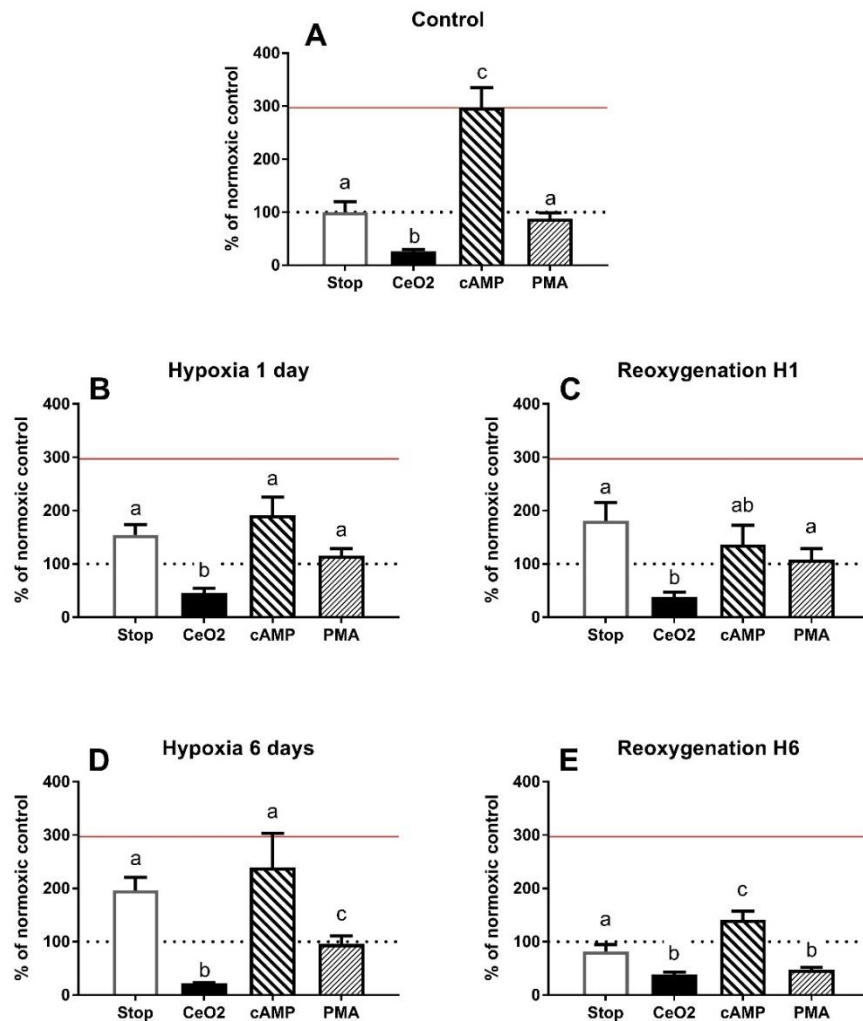 Control
A
% of normoxic control
400
300
200
100
0
a
b
c
a
Stop CeO2 cAMP PMA
Hypoxia 1 day
B
% of normoxic control
400
300
200
100
0
a
b
a
a
Stop CeO2 cAMP PMA
Reoxygenation H1
C
% of normoxic control
400
300
200
100
0
a
b
ab
a
Stop CeO2 cAMP PMA
Hypoxia 6 days
D
% of normoxic control
400
300
200
100
0
a
b
a
c
Stop CeO2 cAMP PMA
Reoxygenation H6
E
% of normoxic control
400
300
200
100
0
a
b
c
b
Stop CeO2 cAMP PMA